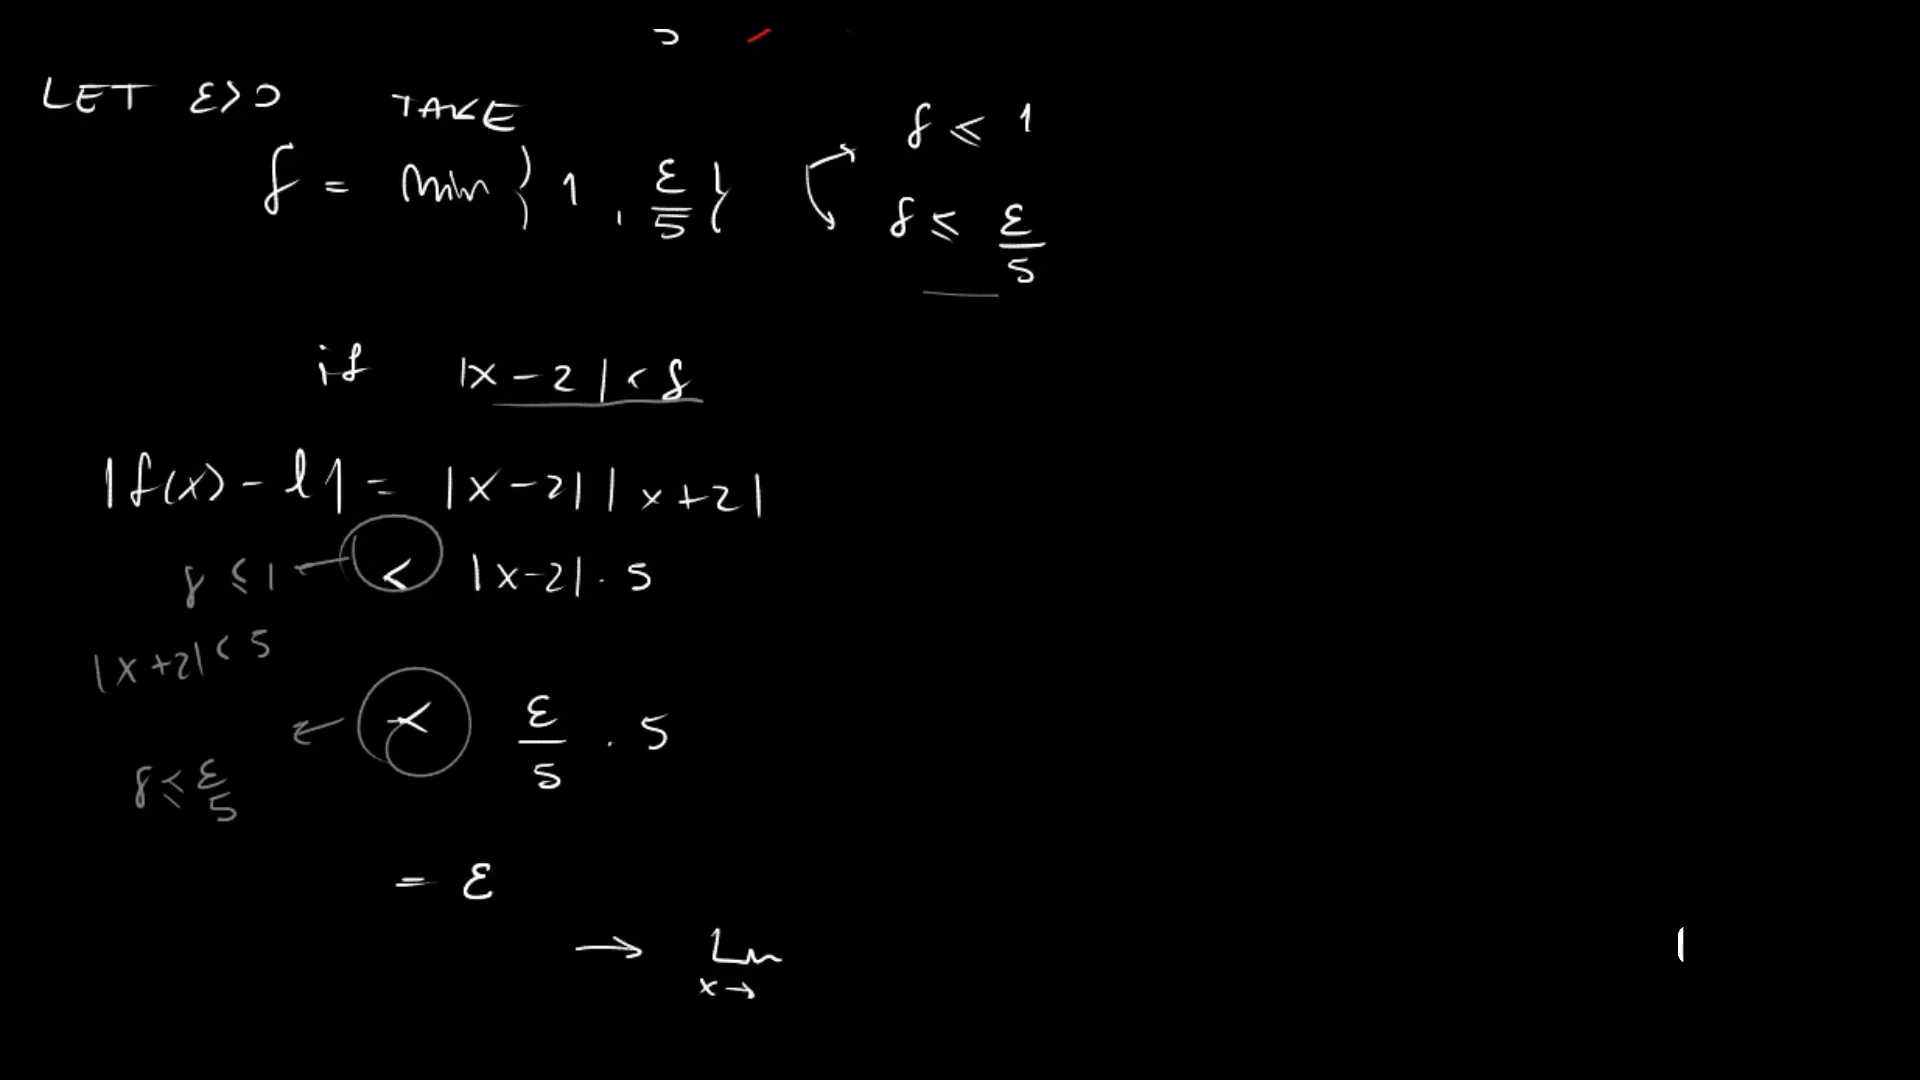 LET ε>0 TAKE
δ = min { 1 , ε/5 }
δ ≤ 1
δ ≤ ε/5
if |x-2| < δ
|f(x) - l| = |x-2| |x+2|
δ ≤ 1 ← < |x-2| . 5
|x+2| < 5
← < ε/5 . 5
δ ≤ ε/5
= ε
→ Lim
x→